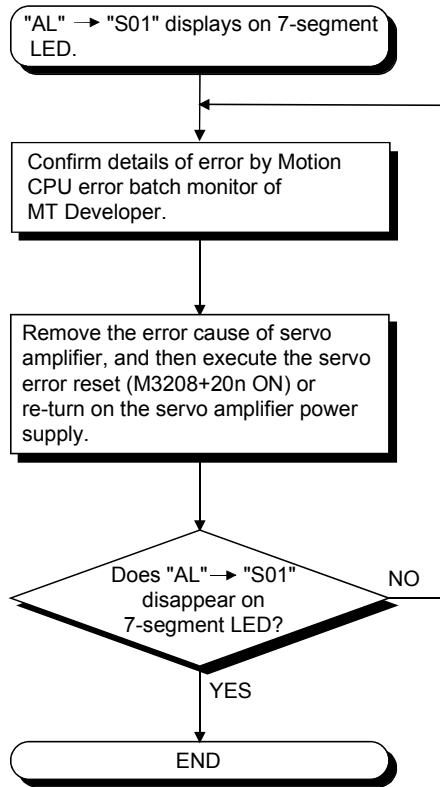 "AL" → "S01" displays on 7-segment
LED.
Confirm details of error by Motion
CPU error batch monitor of
MT Developer.
Remove the error cause of servo
amplifier, and then execute the servo
error reset (M3208+20n ON) or
re-turn on the servo amplifier power
supply.
Does "AL" → "S01"
disappear on
7-segment LED?
NO
YES
END